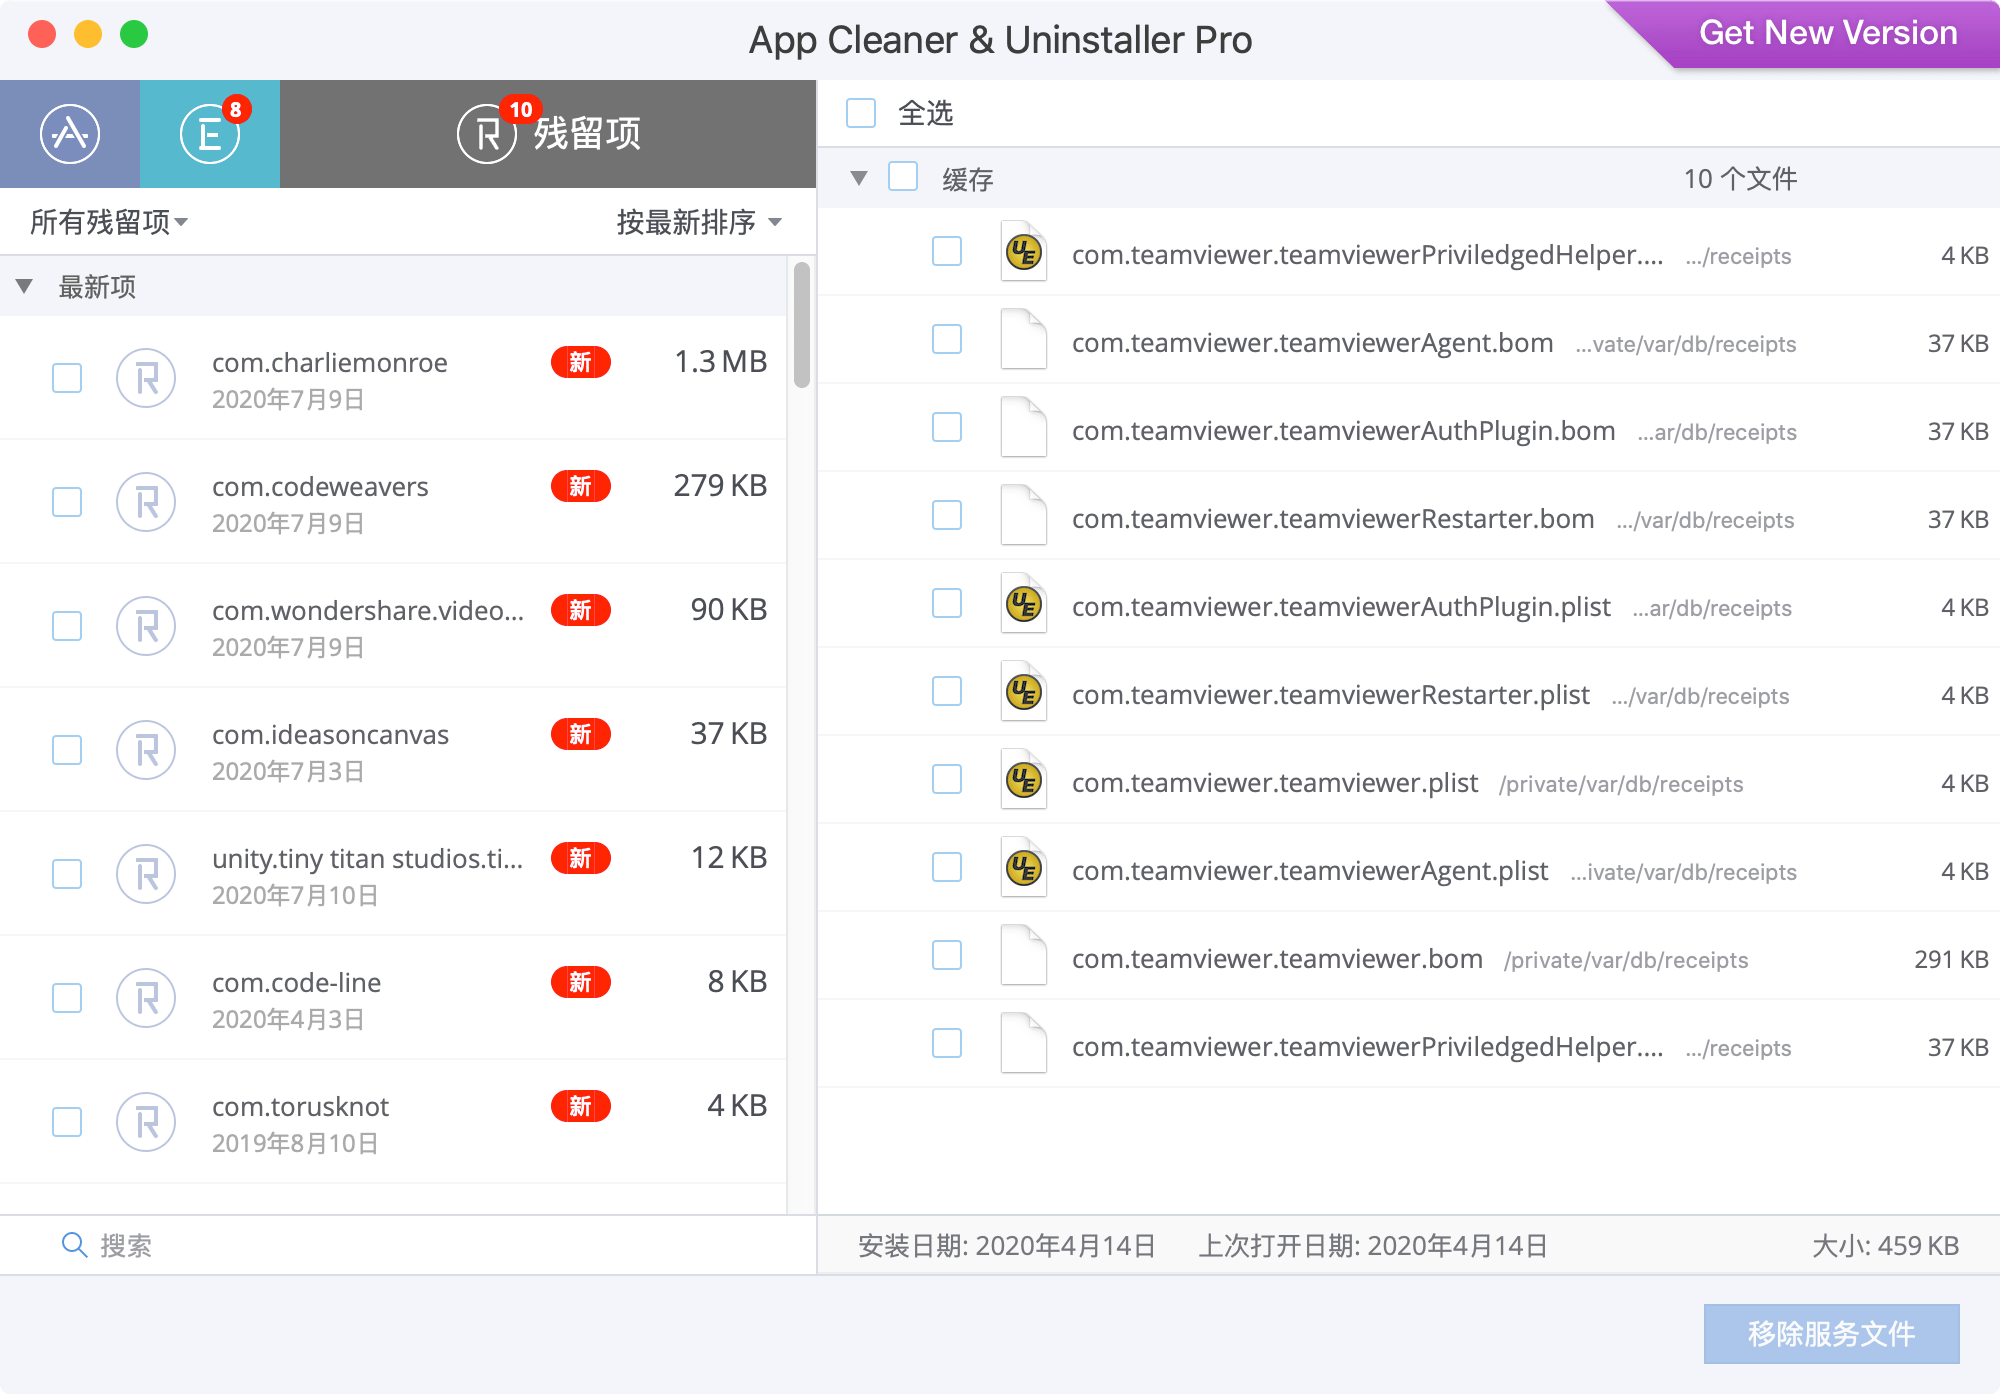 App Cleaner & Uninstaller Pro
Get New Version
E 8
R 10 残留项
所有残留项
按最新排序
最新项
com.charliemonroe 新 1.3 MB
2020年7月9日
com.codeweavers 新 279 KB
2020年7月9日
com.wondershare.video... 新 90 KB
2020年7月9日
com.ideasoncanvas 新 37 KB
2020年7月3日
unity.tiny titan studios.ti... 新 12 KB
2020年7月10日
com.code-line 新 8 KB
2020年4月3日
com.torusknot 新 4 KB
2019年8月10日
搜索
全选
缓存 10 个文件
com.teamviewer.teamviewerPriviledgedHelper.... .../receipts 4 KB
com.teamviewer.teamviewerAgent.bom ...vate/var/db/receipts 37 KB
com.teamviewer.teamviewerAuthPlugin.bom ...ar/db/receipts 37 KB
com.teamviewer.teamviewerRestarter.bom .../var/db/receipts 37 KB
com.teamviewer.teamviewerAuthPlugin.plist ...ar/db/receipts 4 KB
com.teamviewer.teamviewerRestarter.plist .../var/db/receipts 4 KB
com.teamviewer.teamviewer.plist /private/var/db/receipts 4 KB
com.teamviewer.teamviewerAgent.plist ...ivate/var/db/receipts 4 KB
com.teamviewer.teamviewer.bom /private/var/db/receipts 291 KB
com.teamviewer.teamviewerPriviledgedHelper.... .../receipts 37 KB
安装日期: 2020年4月14日 上次打开日期: 2020年4月14日 大小: 459 KB
移除服务文件